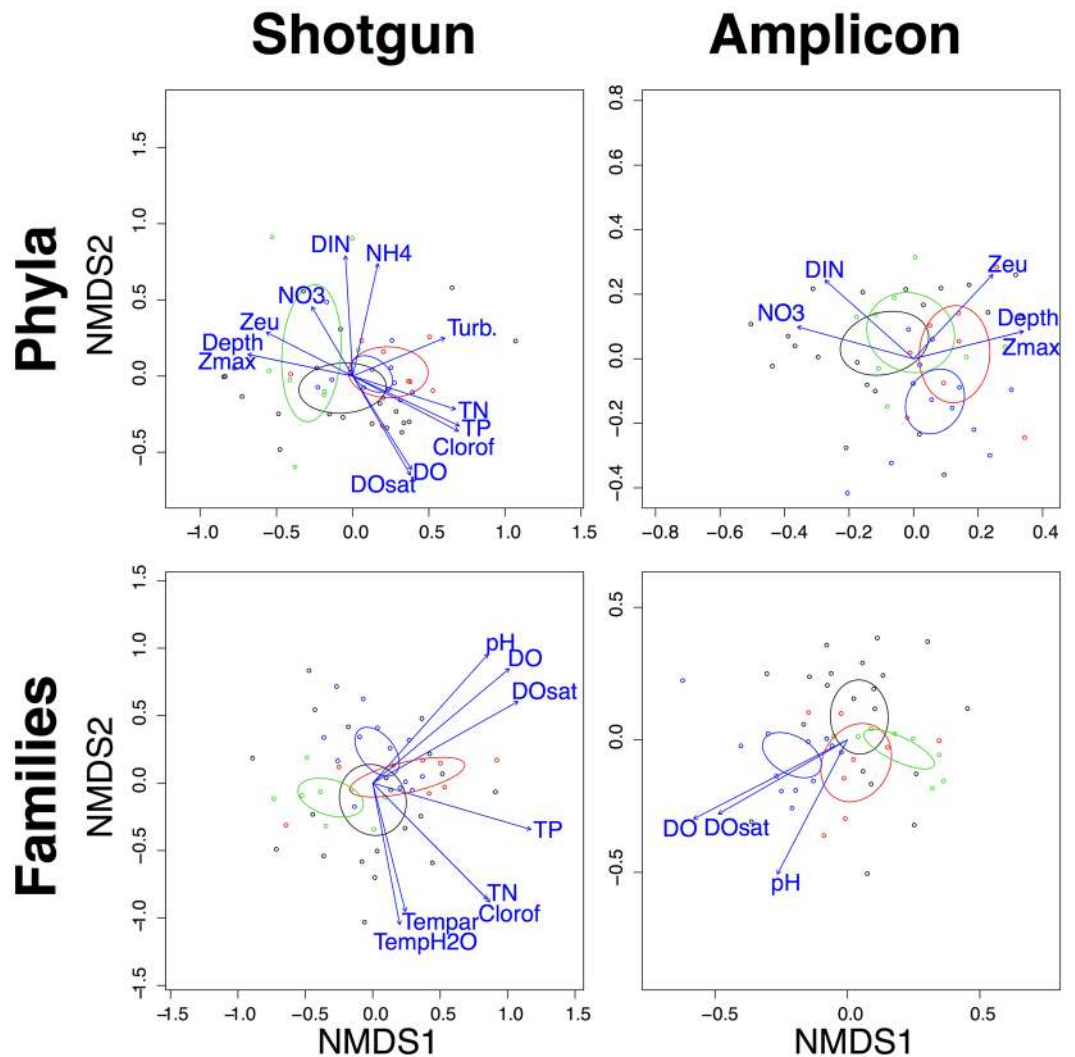 Shotgun
Amplicon
Phyla
NMDS2
1.5
1.0
0.5
0.0
−0.5
DIN
NH4
NO3
Zeu
Depth
Zmax
Turb.
TN
TP
Clorof
DO
DOsat
−1.0 −0.5 0.0 0.5 1.0 1.5
0.8
0.6
0.4
0.2
0.0
−0.2
−0.4
DIN
Zeu
NO3
Depth
Zmax
−0.8 −0.6 −0.4 −0.2 0.0 0.2 0.4
Families
NMDS2
1.5
1.0
0.5
0.0
−0.5
−1.0
−1.5
pH
DO
DOsat
TP
TN
Clorof
Tempar
TempH2O
−1.5 −1.0 −0.5 0.0 0.5 1.0 1.5
NMDS1
0.5
0.0
−0.5
DO DOsat
pH
−0.5 0.0 0.5
NMDS1